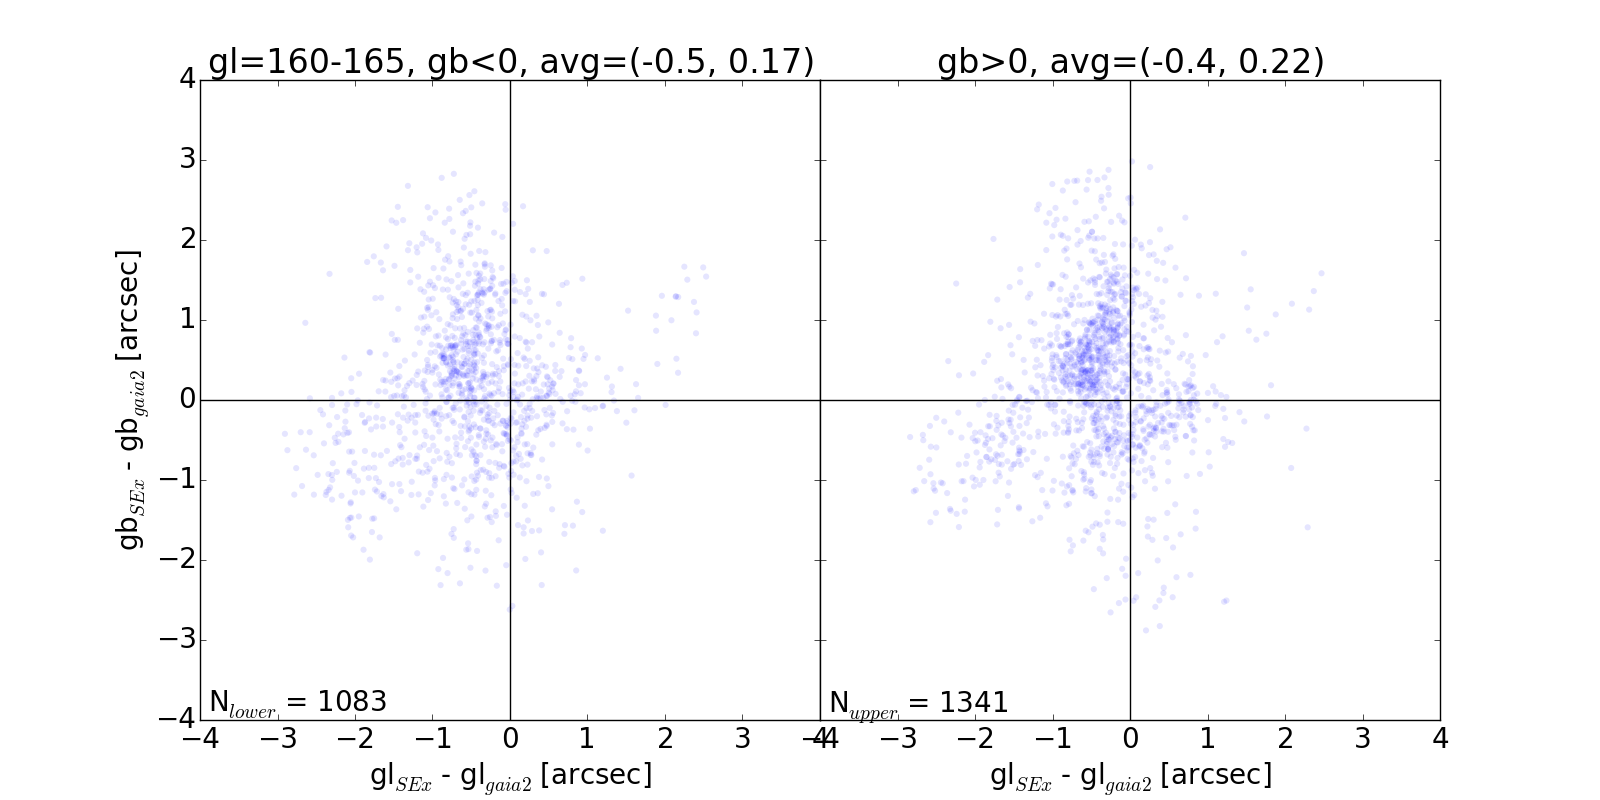 gl=160-165, gb<0, avg=(-0.5, 0.17)
gb>0, avg=(-0.4, 0.22)
4
3
2
1
0
−1
−2
−3
−4
gb_SEx - gb_gaia2 [arcsec]
N_lower = 1083
N_upper = 1341
−4 −3 −2 −1 0 1 2 3 4
−4 −3 −2 −1 0 1 2 3 4
gl_SEx - gl_gaia2 [arcsec]
gl_SEx - gl_gaia2 [arcsec]